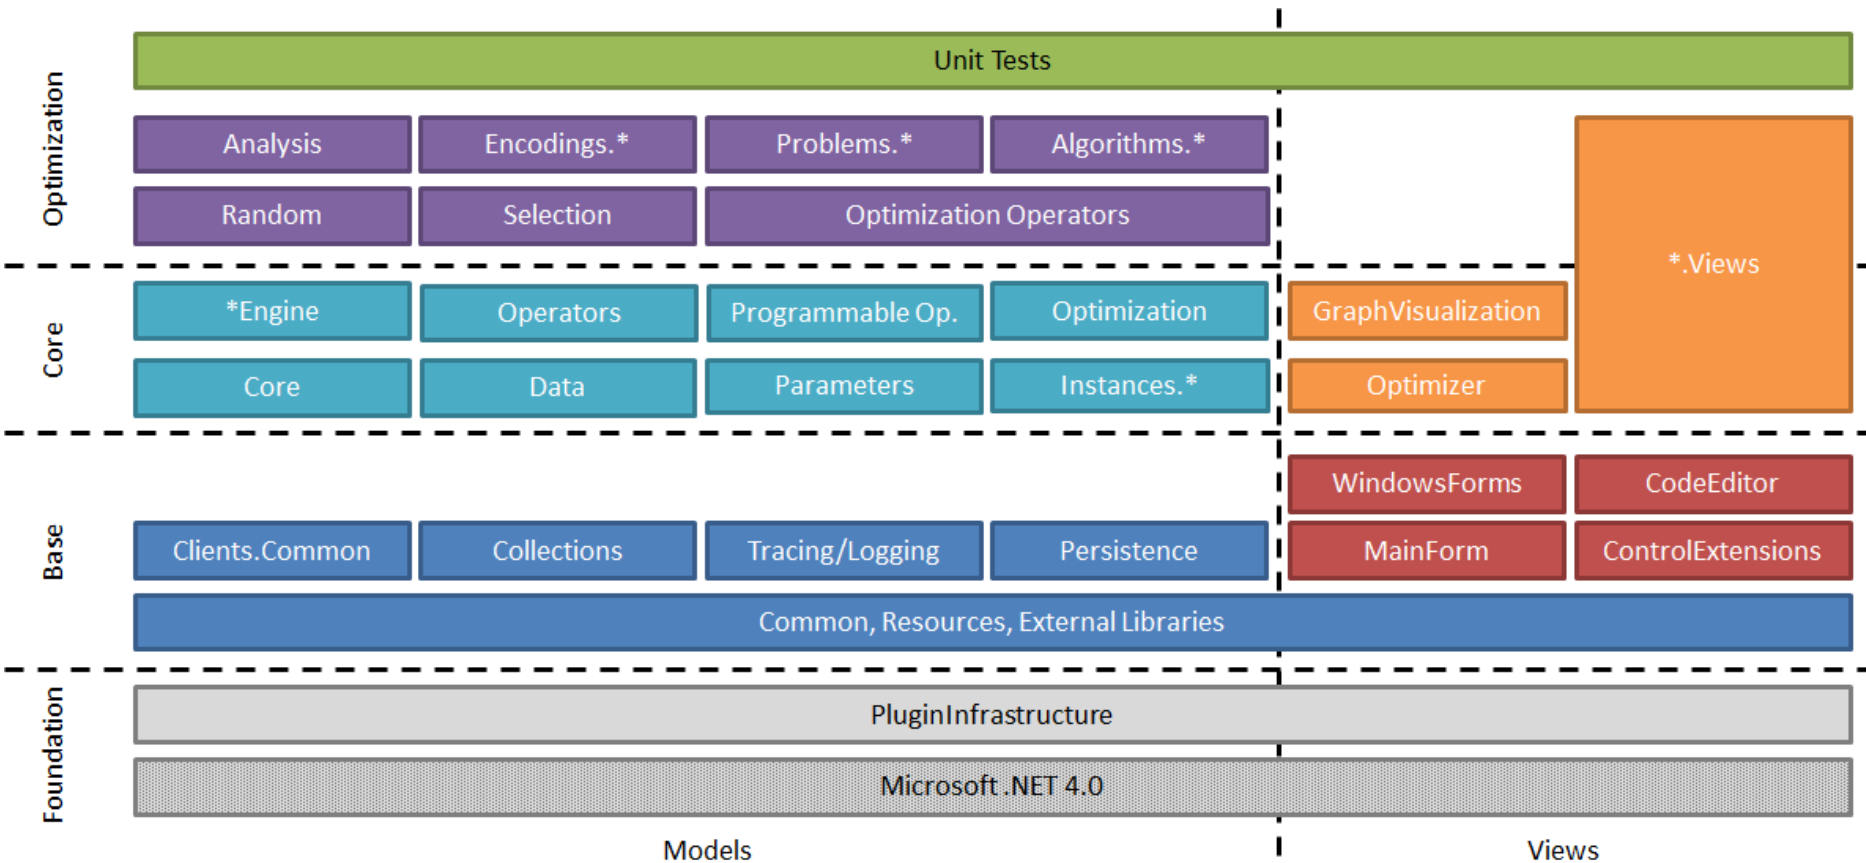 Optimization
Unit Tests
Analysis
Encodings.*
Problems.*
Algorithms.*
Random
Selection
Optimization Operators
*.Views
Core
*Engine
Operators
Programmable Op.
Optimization
GraphVisualization
Core
Data
Parameters
Instances.*
Optimizer
Base
WindowsForms
CodeEditor
Clients.Common
Collections
Tracing/Logging
Persistence
MainForm
ControlExtensions
Common, Resources, External Libraries
Foundation
PluginInfrastructure
Microsoft .NET 4.0
Models
Views